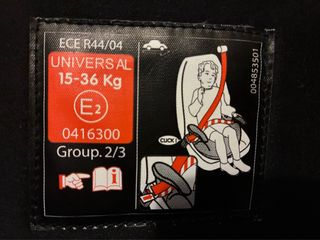 ECE R44/04
UNIVERSAL
15-36 Kg
E2
0416300
Group. 2/3
CLICK!
004853501